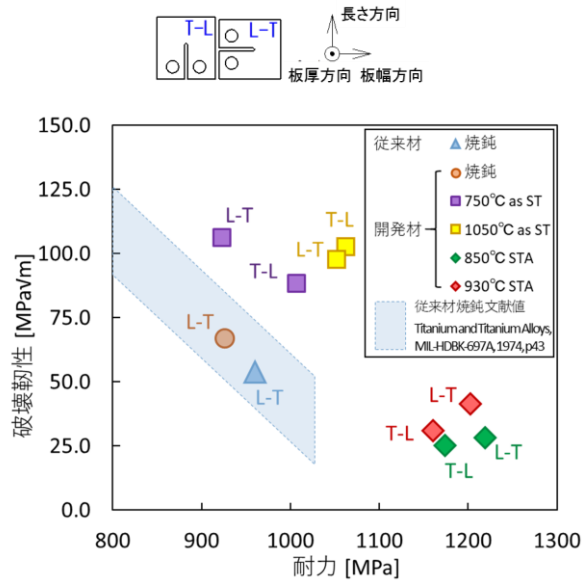 T-L
L-T
長さ方向
板厚方向 板幅方向
破壊靭性 [MPa√m]
150.0
125.0
100.0
75.0
50.0
25.0
0.0
従来材 焼鈍
焼鈍
750℃ as ST
開発材
1050℃ as ST
850℃ STA
930℃ STA
従来材焼鈍文献値
Titanium and Titanium Alloys,
MIL-HDBK-697A, 1974, p43
L-T
T-L
L-T
T-L
L-T
L-T
L-T
T-L
L-T
T-L
800 900 1000 1100 1200 1300
耐力 [MPa]